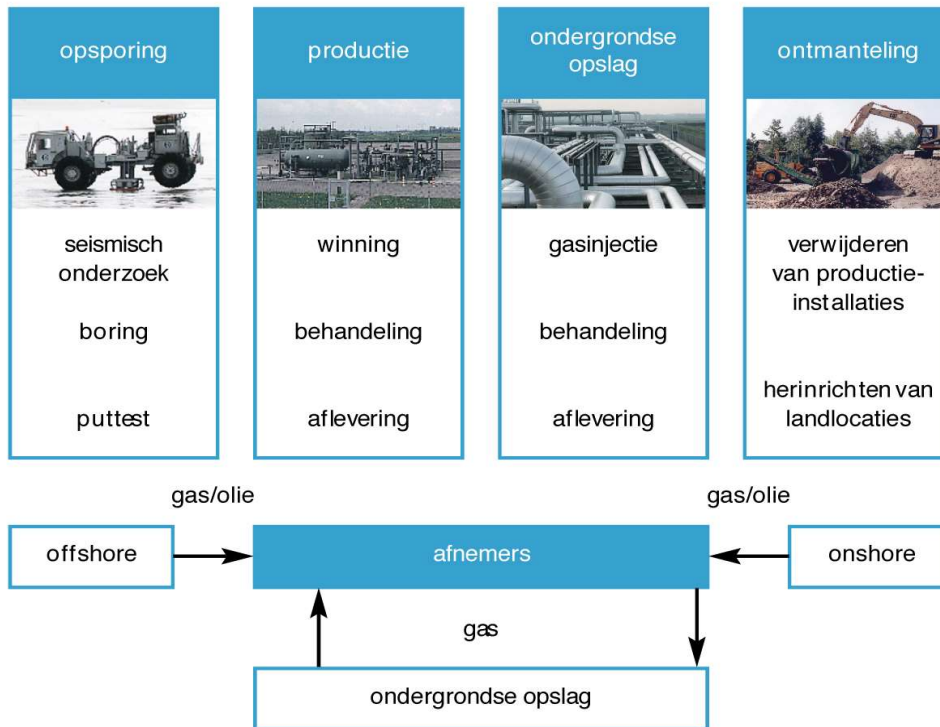 opsporing
seismisch
onderzoek
boring
puttest
productie
winning
behandeling
aflevering
ondergrondse
opslag
gasinjectie
behandeling
aflevering
ontmanteling
verwijderen
van productie-
installaties
herinrichten van
landlocaties
gas/olie
gas/olie
offshore
afnemers
onshore
gas
ondergrondse opslag